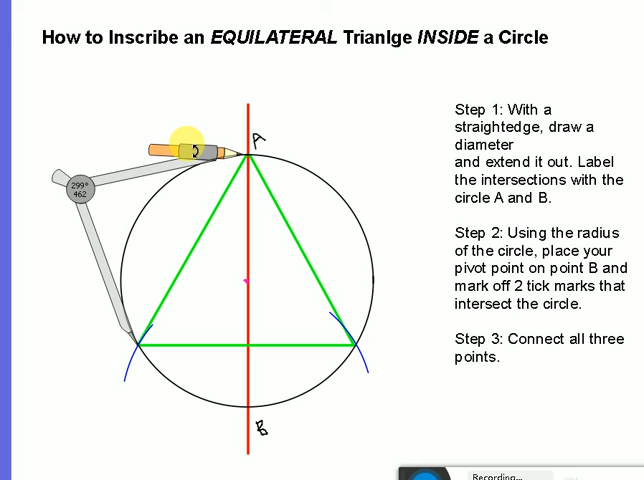 How to Inscribe an EQUILATERAL Trianlge INSIDE a Circle
Step 1: With a
straightedge, draw a
diameter
and extend it out. Label
the intersections with the
circle A and B.
Step 2: Using the radius
of the circle, place your
pivot point on point B and
mark off 2 tick marks that
intersect the circle.
Step 3: Connect all three
points.
A
299°
462
B
Recording...